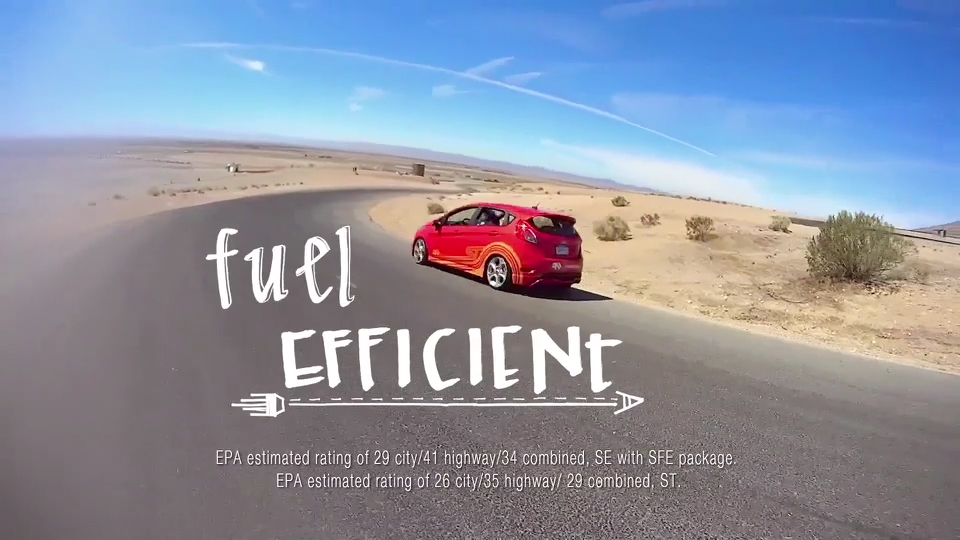 fuel
EFFICIENt
EPA estimated rating of 29 city/41 highway/34 combined, SE with SFE package.
EPA estimated rating of 26 city/35 highway/ 29 combined, ST.